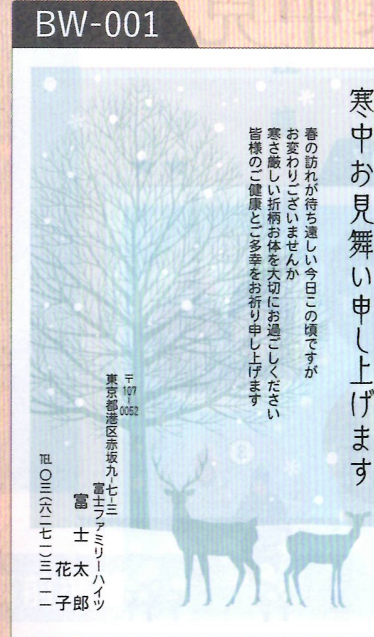 BW-001
寒中お見舞い申し上げます
春の訪れが待ち遠しい今日この頃ですが
お変わりございませんか
寒さ厳しい折柄お体を大切にお過ごしください
皆様のご健康とご多幸をお祈り申し上げます
〒107-0052
東京都港区赤坂九-七-三
富士ファミリーハイツ
富士太郎
花子
TEL 〇三(六二七一)三一一一